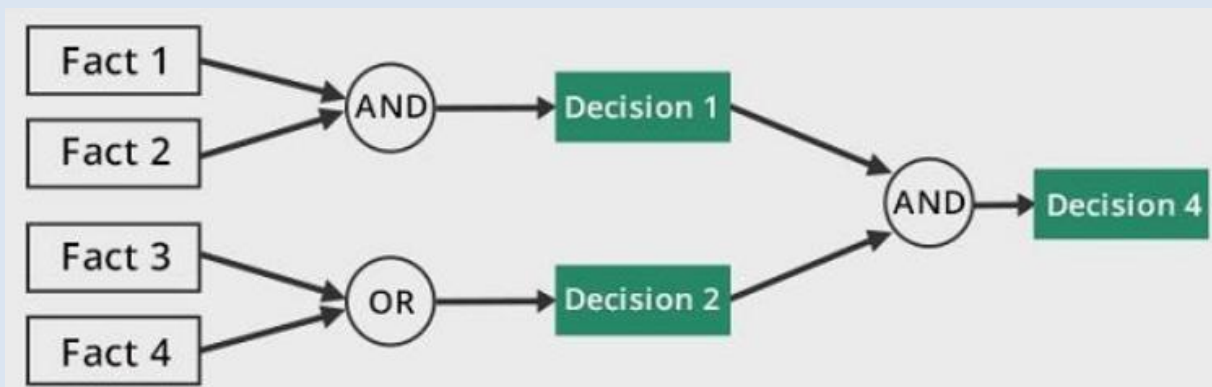 Fact 1
Fact 2
AND
Decision 1
Fact 3
Fact 4
OR
Decision 2
AND
Decision 4